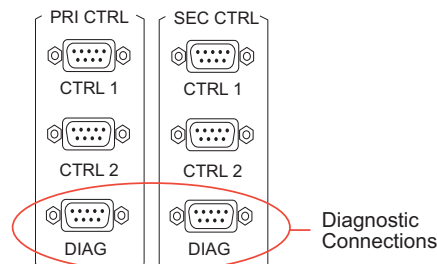 PRI CTRL SEC CTRL
CTRL 1 CTRL 1
CTRL 2 CTRL 2
DIAG DIAG
Diagnostic
Connections